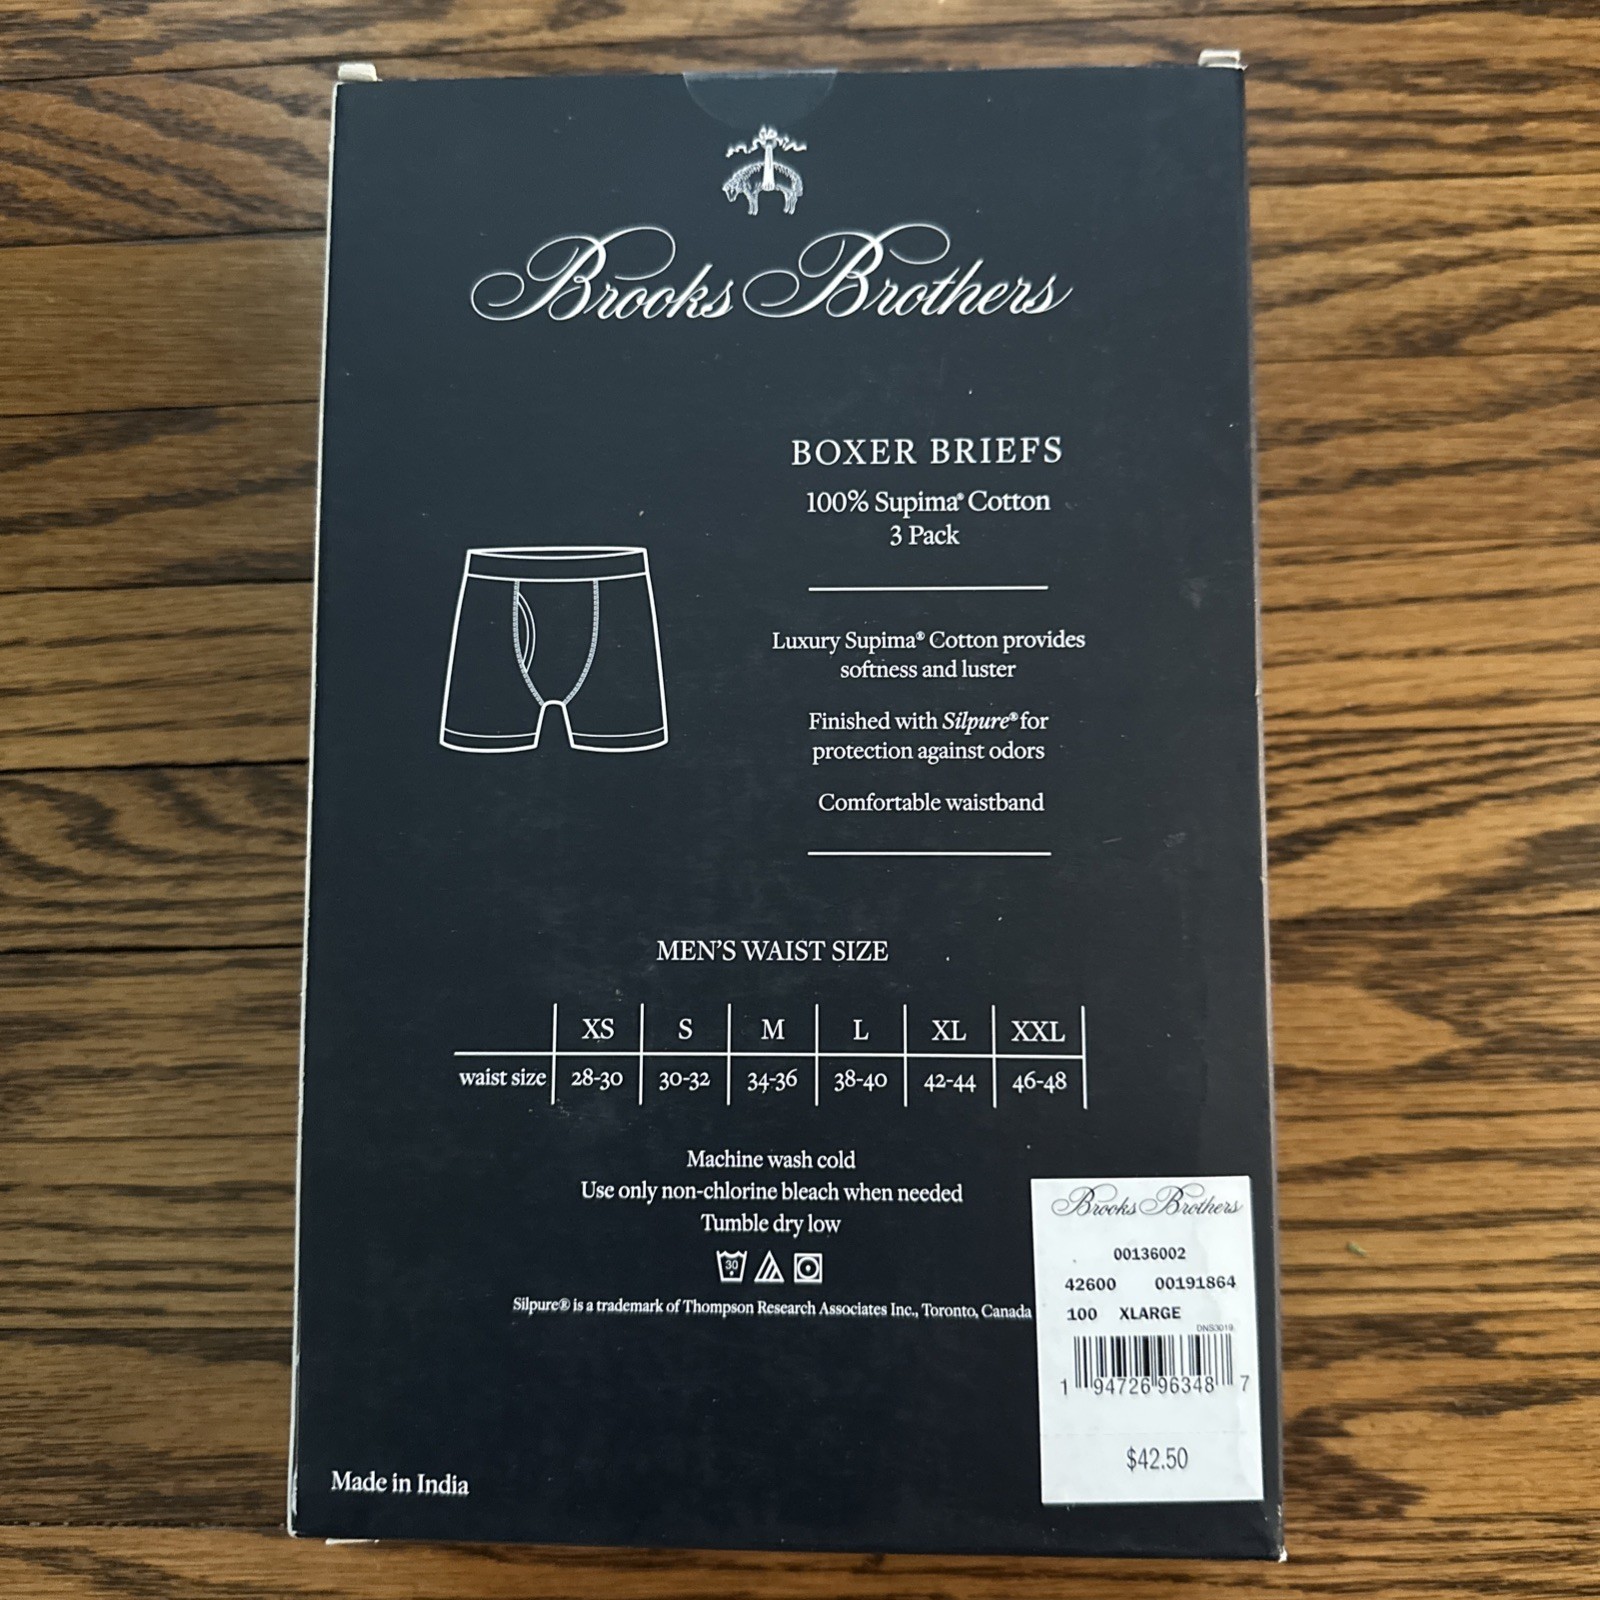 Brooks Brothers
BOXER BRIEFS
100% Supima® Cotton
3 Pack
Luxury Supima® Cotton provides
softness and luster
Finished with Silpure® for
protection against odors
Comfortable waistband
MEN'S WAIST SIZE
XS S M L XL XXL
waist size 28-30 30-32 34-36 38-40 42-44 46-48
Machine wash cold
Use only non-chlorine bleach when needed
Tumble dry low
30
Silpure® is a trademark of Thompson Research Associates Inc., Toronto, Canada
Made in India
Brooks Brothers
00136002
42600 00191864
100 XLARGE
DNS3019
1 94726 96348 7
$42.50